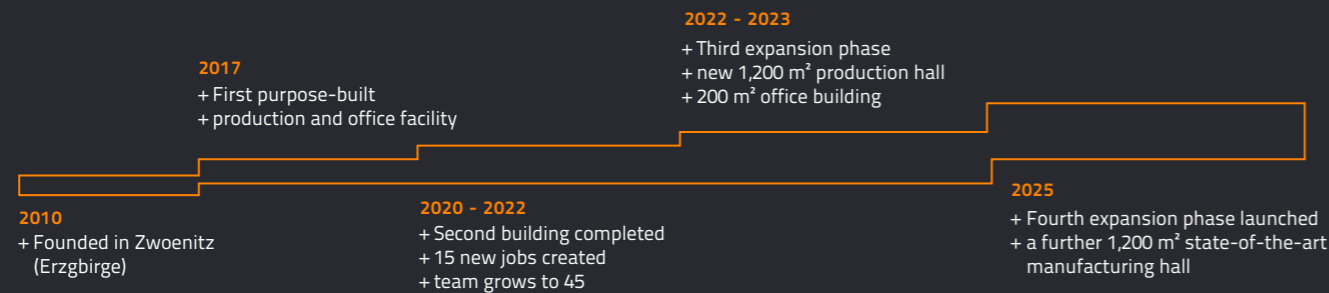 2010
+ Founded in Zwoenitz
(Erzgbirge)
2017
+ First purpose-built
+ production and office facility
2020 - 2022
+ Second building completed
+ 15 new jobs created
+ team grows to 45
2022 - 2023
+ Third expansion phase
+ new 1,200 m² production hall
+ 200 m² office building
2025
+ Fourth expansion phase launched
+ a further 1,200 m² state-of-the-art
manufacturing hall